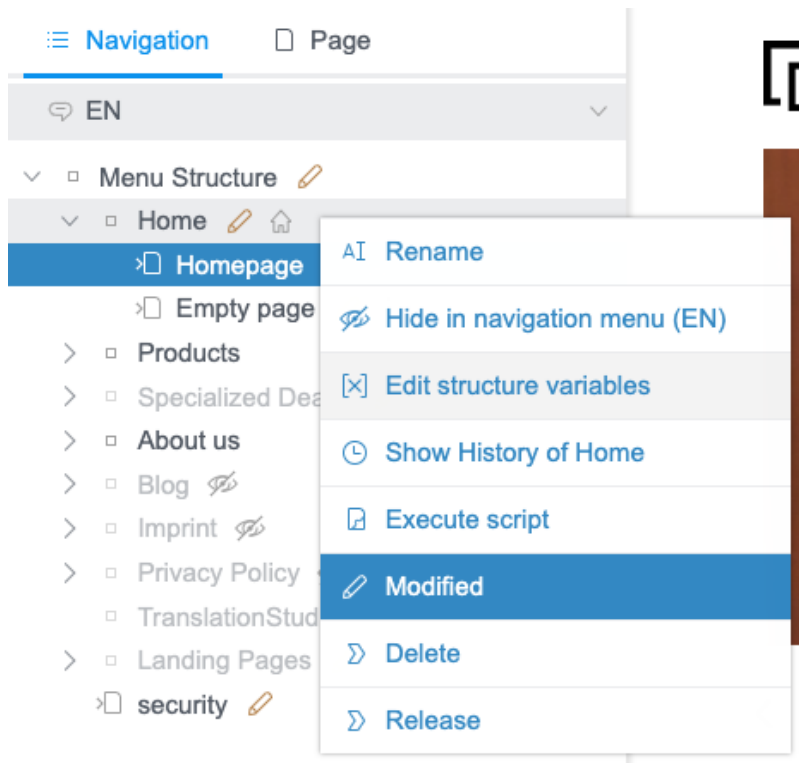 Navigation Page
EN
Menu Structure
Home
Homepage
Empty page
Products
Specialized
About us
Blog
Imprint
Privacy Policy
Landing Pages
security
Rename
Hide in navigation menu (EN)
Edit structure variables
Show History of Home
Execute script
Modified
Delete
Release